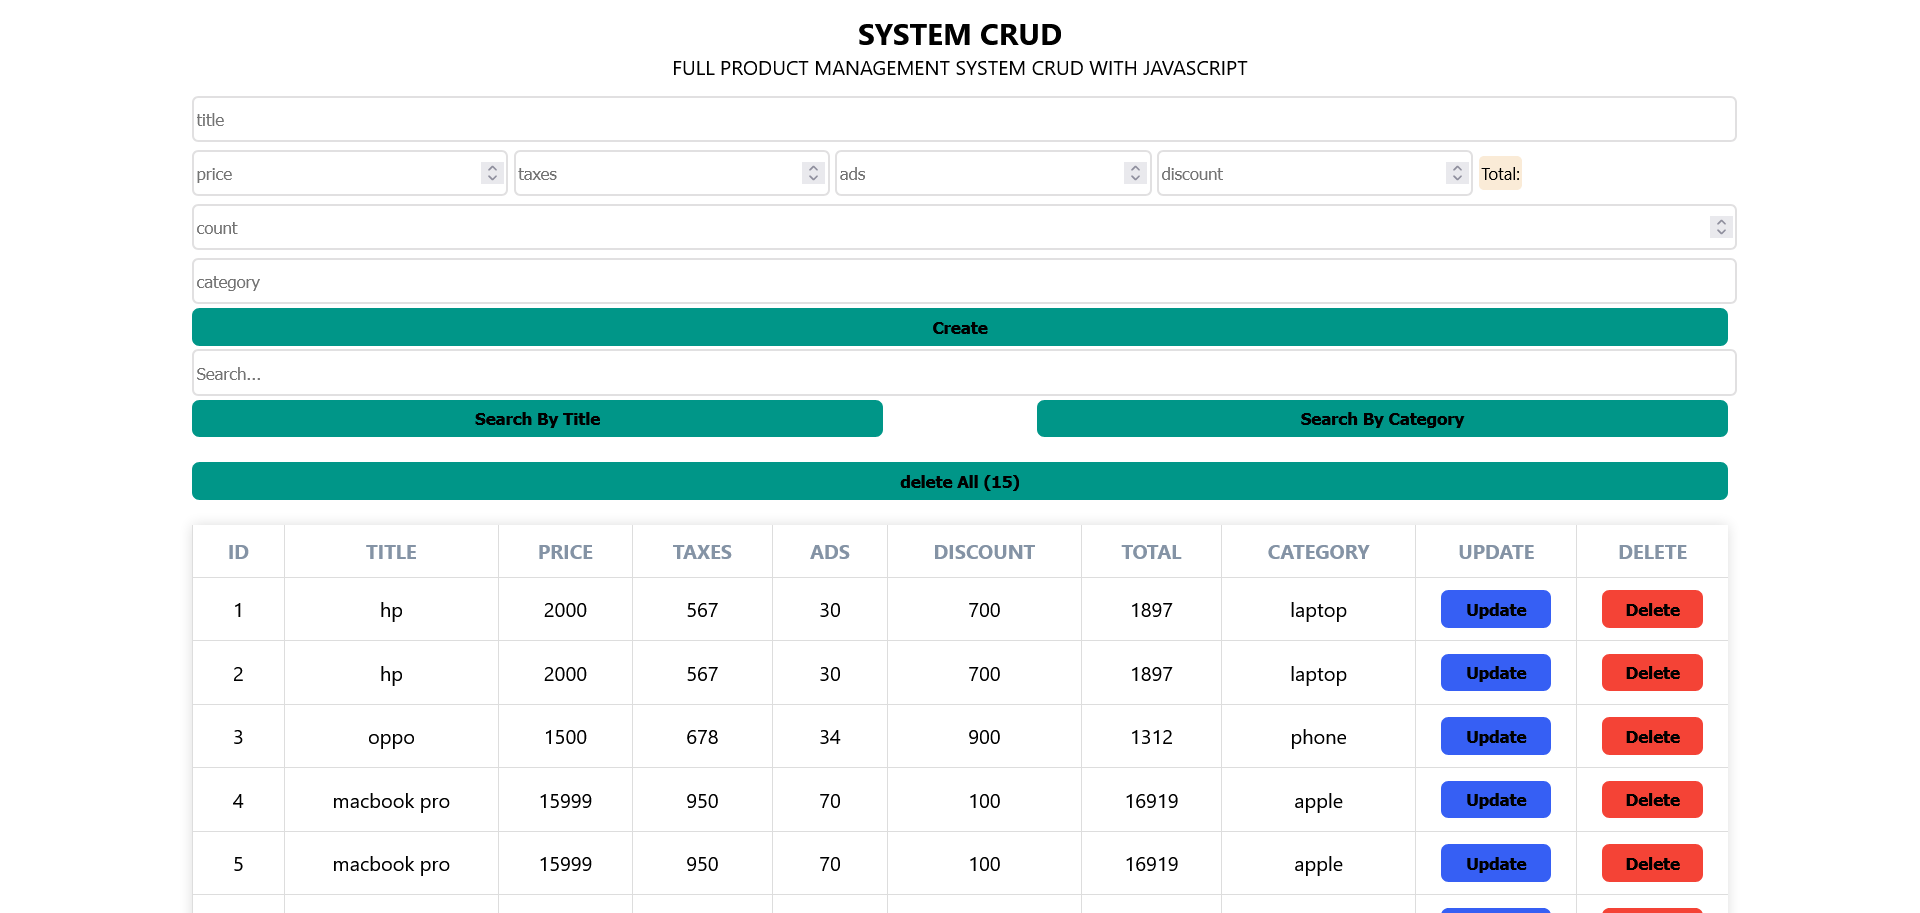 SYSTEM CRUD
FULL PRODUCT MANAGEMENT SYSTEM CRUD WITH JAVASCRIPT
title
price taxes ads discount Total:
count
category
Create
Search...
Search By Title Search By Category
delete All (15)
ID TITLE PRICE TAXES ADS DISCOUNT TOTAL CATEGORY UPDATE DELETE
1 hp 2000 567 30 700 1897 laptop Update Delete
2 hp 2000 567 30 700 1897 laptop Update Delete
3 oppo 1500 678 34 900 1312 phone Update Delete
4 macbook pro 15999 950 70 100 16919 apple Update Delete
5 macbook pro 15999 950 70 100 16919 apple Update Delete